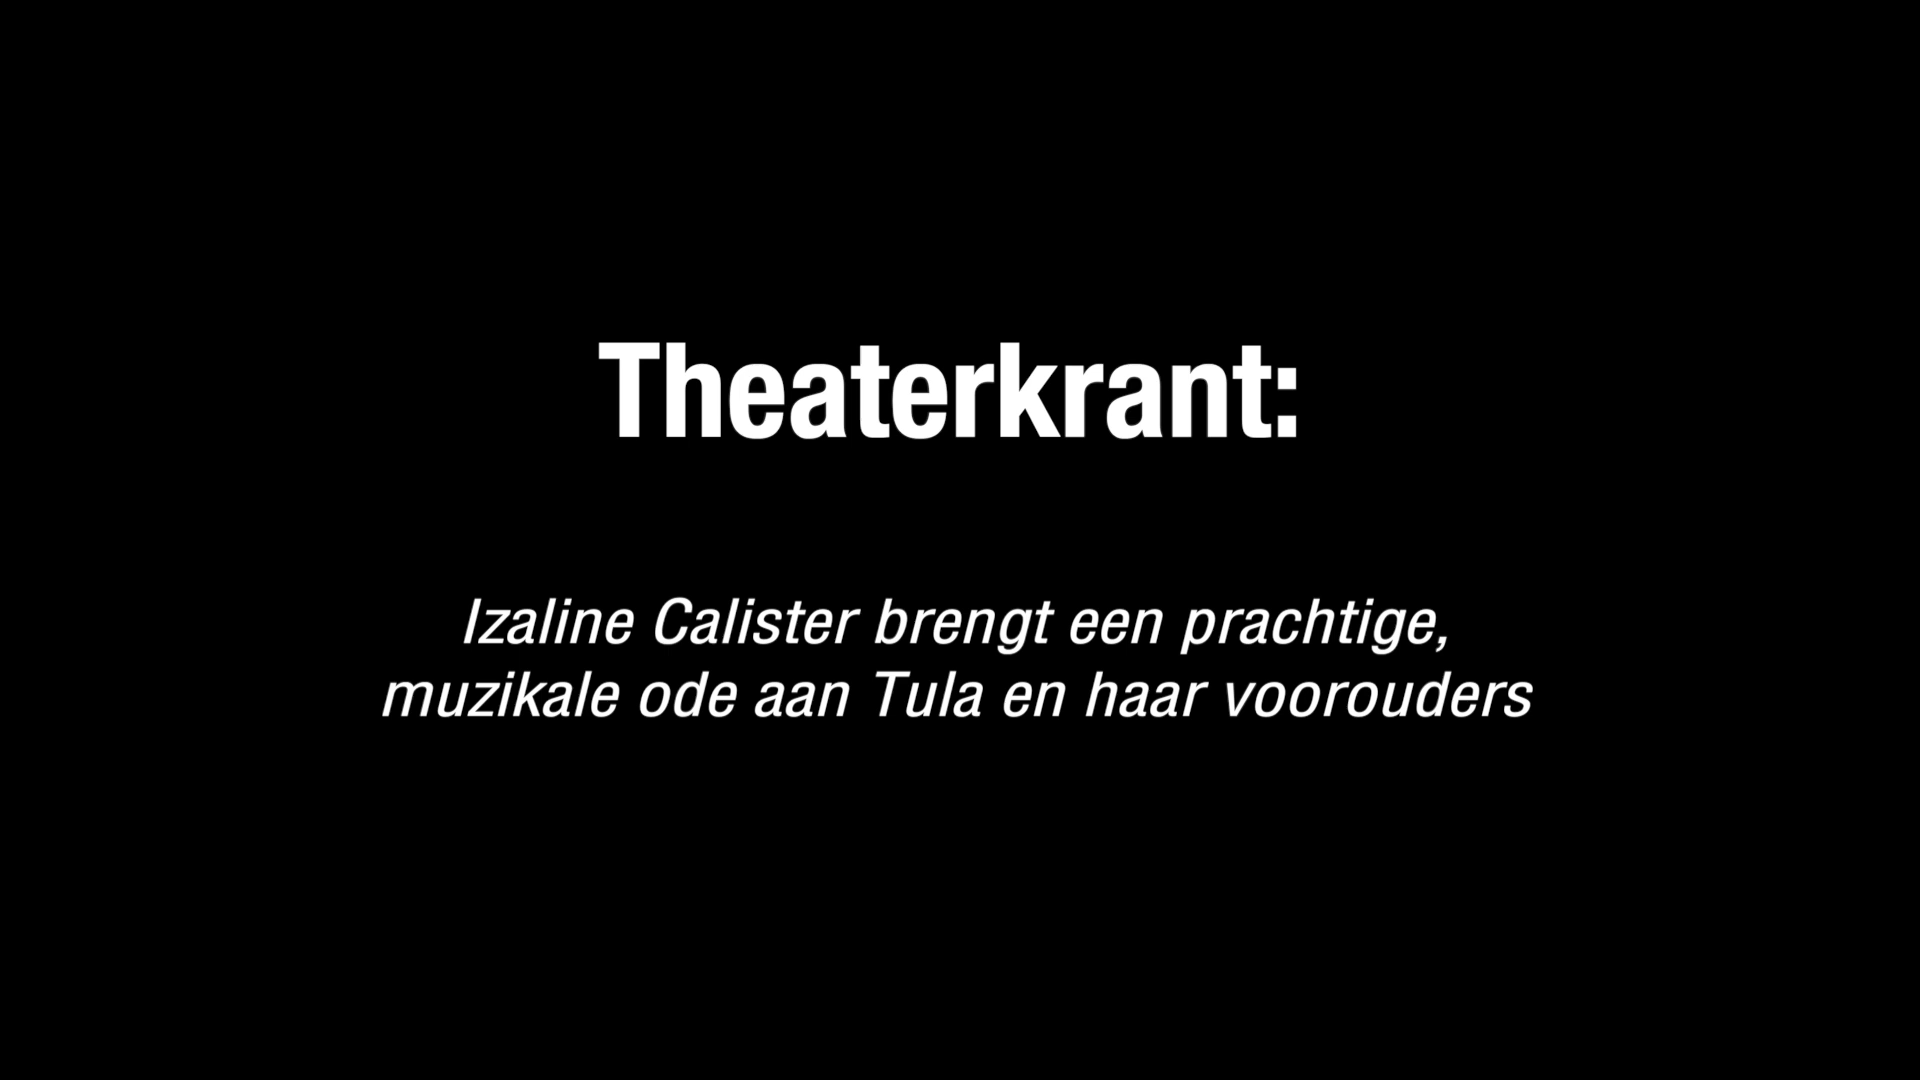 Theaterkrant:
Izaline Calister brengt een prachtige,
muzikale ode aan Tula en haar voorouders